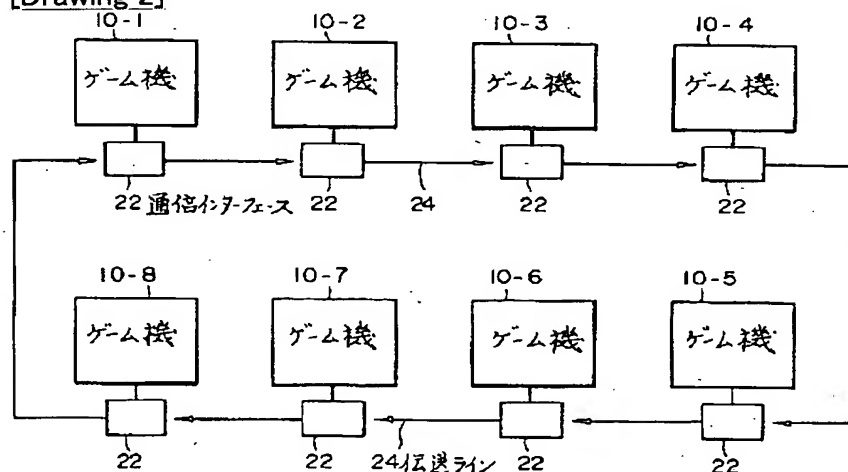 [Drawing 2]
10-1 10-2 10-3 10-4
ゲーム機 ゲーム機 ゲーム機 ゲーム機
22 通信インターフェース 22 24 22 22
10-8 10-7 10-6 10-5
ゲーム機 ゲーム機 ゲーム機 ゲーム機
22 22 24 伝送ライン 22 22